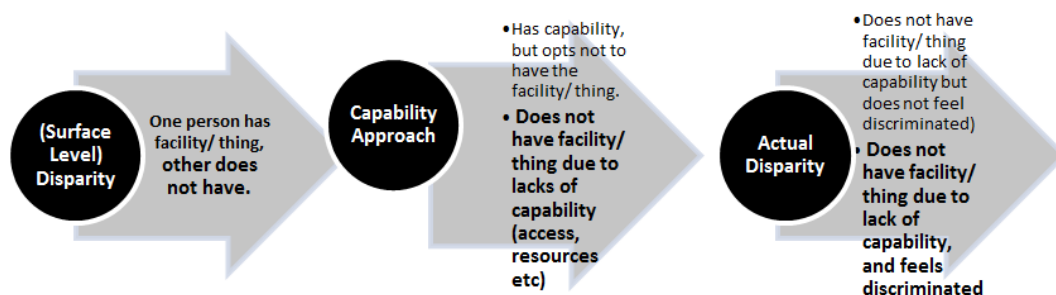 (Surface
Level)
Disparity
One person has
facility/ thing,
other does
not have.
Capability
Approach
•Has capability,
but opts not to
have the
facility/ thing.
• Does not
have facility/
thing due to
lacks of
capability
(access,
resources
etc)
Actual
Disparity
•Does not have
facility/ thing
due to lack of
capability but
does not feel
discriminated)
• Does not
have facility/
thing due to
lack of
capability,
and feels
discriminated